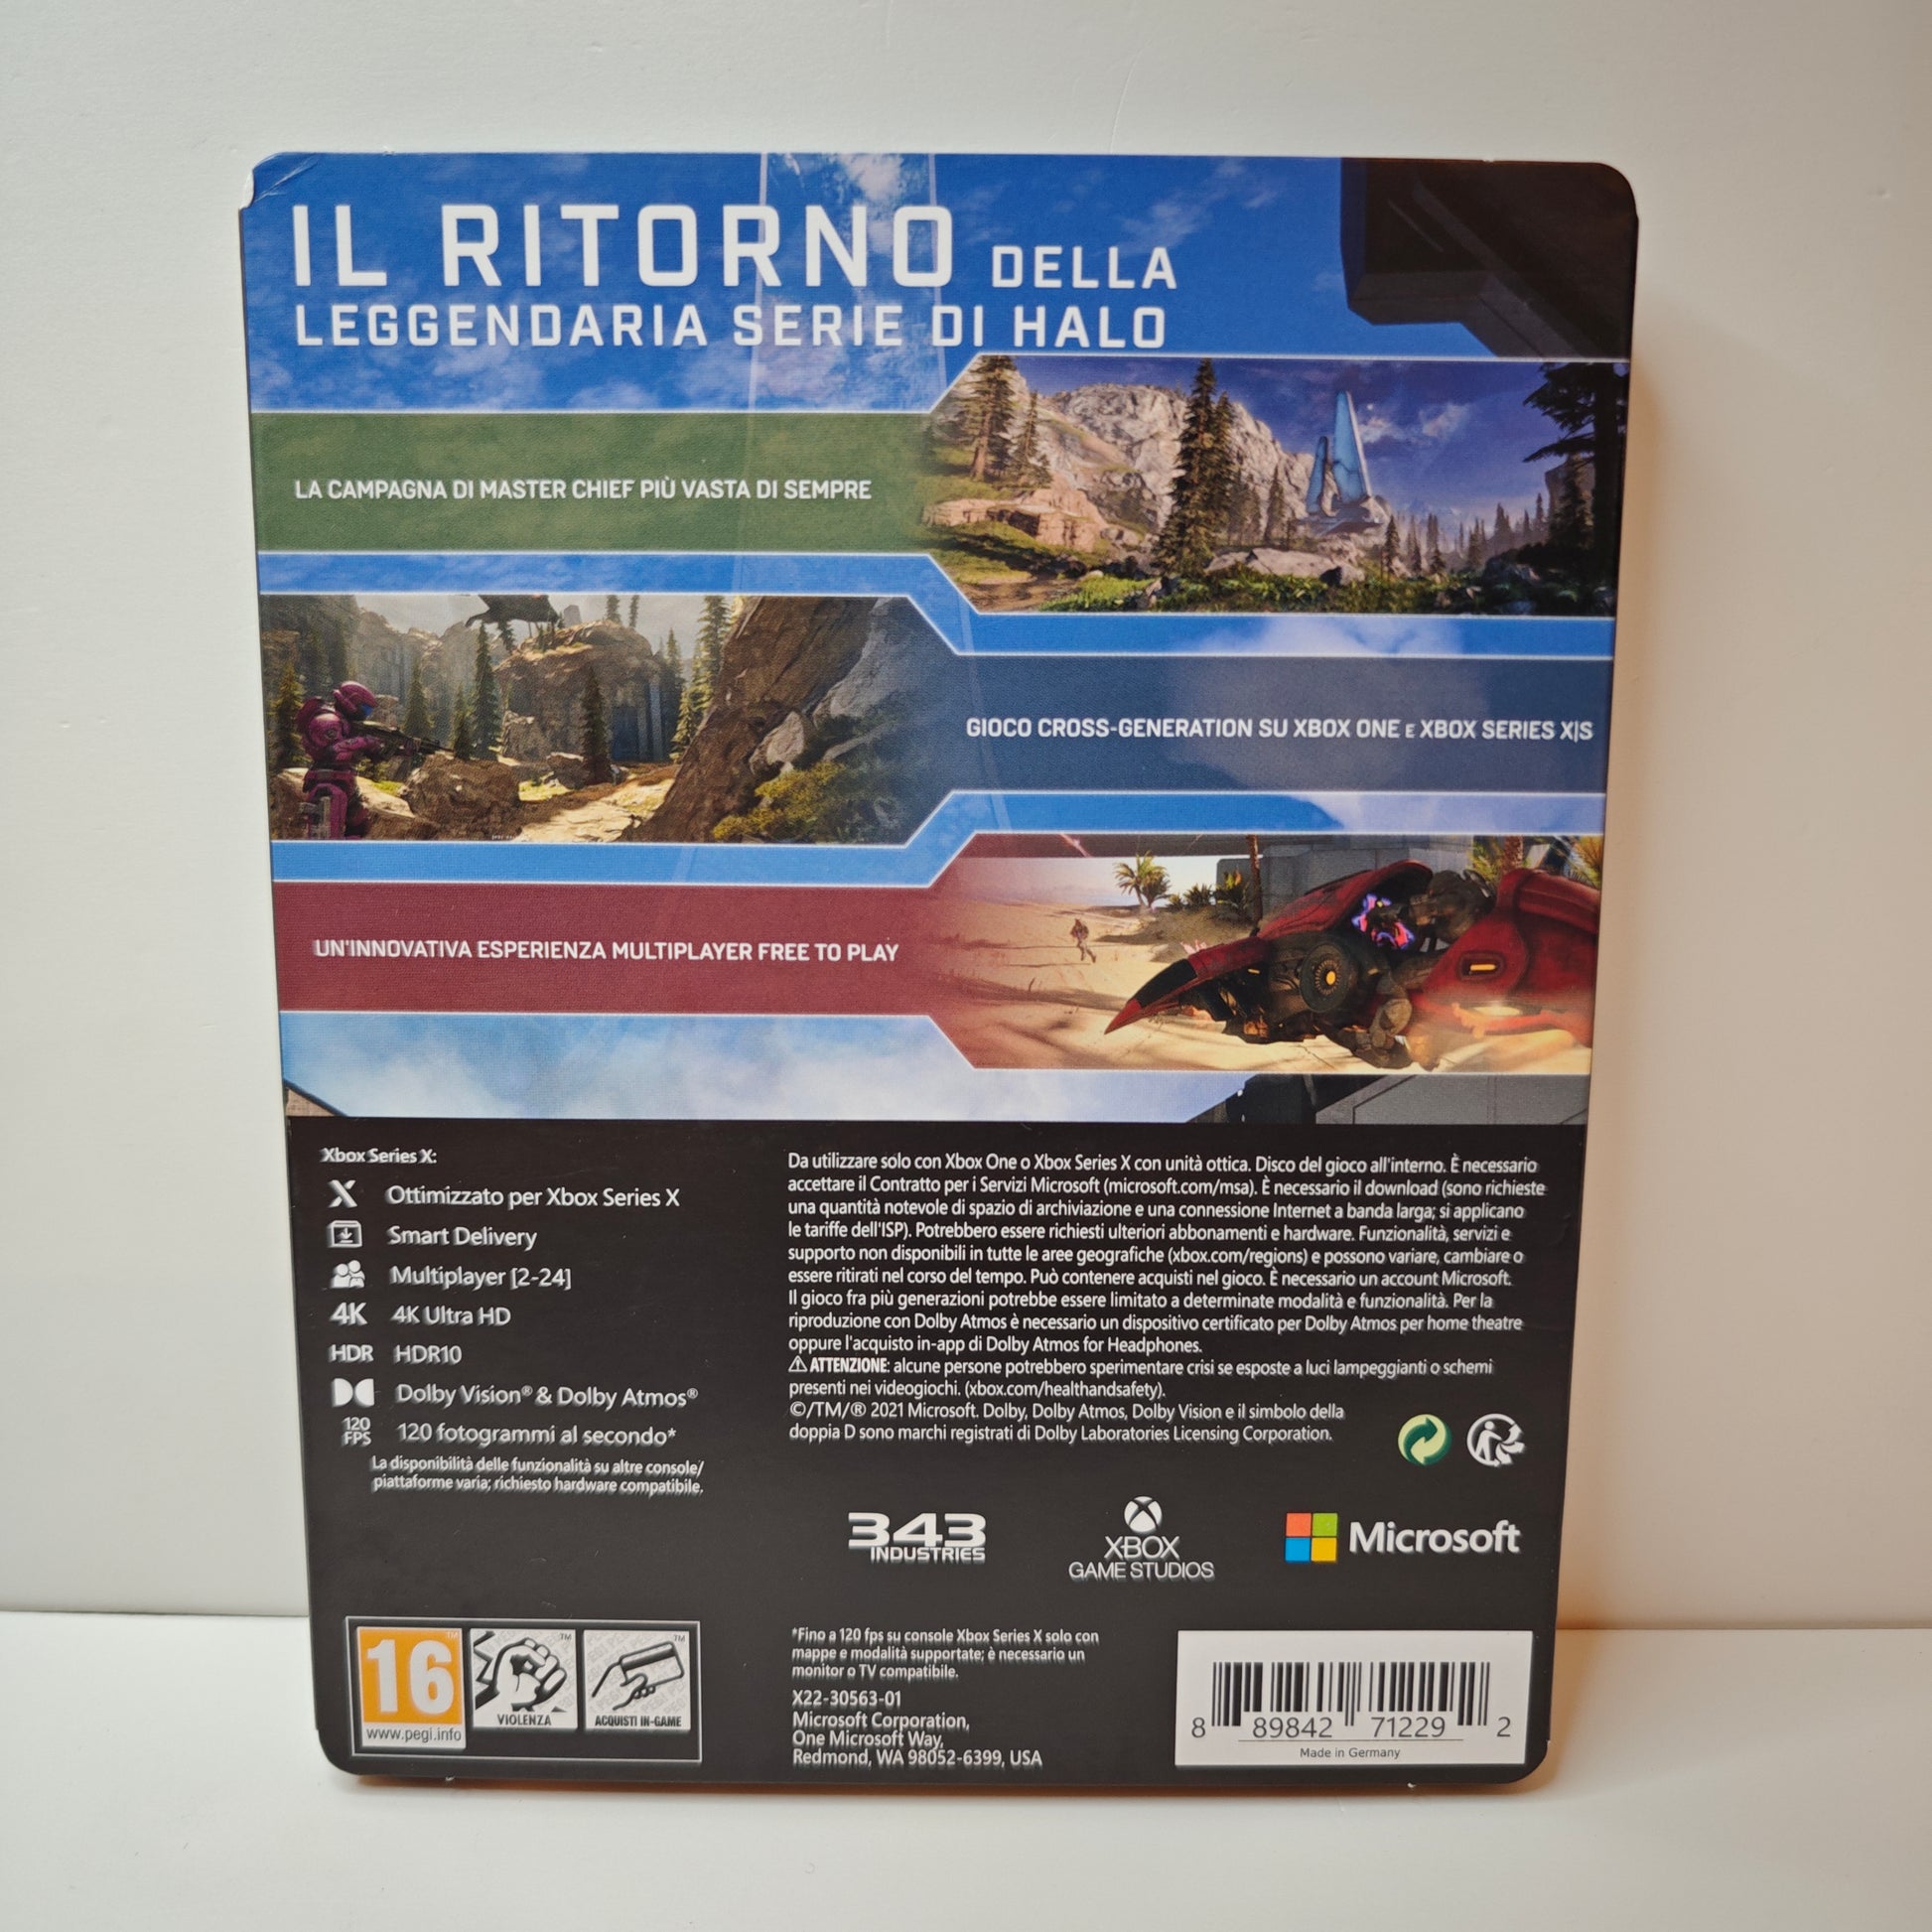 IL RITORNO DELLA
LEGGENDARIA SERIE DI HALO
LA CAMPAGNA DI MASTER CHIEF PIÙ VASTA DI SEMPRE
GIOCO CROSS-GENERATION SU XBOX ONE E XBOX SERIES X|S
UN'INNOVATIVA ESPERIENZA MULTIPLAYER FREE TO PLAY
Xbox Series X:
Ottimizzato per Xbox Series X
Smart Delivery
Multiplayer [2-24]
4K 4K Ultra HD
HDR HDR10
Dolby Vision® & Dolby Atmos®
120
FPS
120 fotogrammi al secondo*
La disponibilità delle funzionalità su altre console/
piattaforme varia; richiesto hardware compatibile.
Da utilizzare solo con Xbox One o Xbox Series X con unità ottica. Disco del gioco all'interno. È necessario
accettare il Contratto per i Servizi Microsoft (microsoft.com/msa). È necessario il download (sono richieste
una quantità notevole di spazio di archiviazione e una connessione Internet a banda larga; si applicano
le tariffe dell'ISP). Potrebbero essere richiesti ulteriori abbonamenti e hardware. Funzionalità, servizi e
supporto non disponibili in tutte le aree geografiche (xbox.com/regions) e possono variare, cambiare o
essere ritirati nel corso del tempo. Può contenere acquisti nel gioco. È necessario un account Microsoft.
Il gioco fra più generazioni potrebbe essere limitato a determinate modalità e funzionalità. Per la
riproduzione con Dolby Atmos è necessario un dispositivo certificato per Dolby Atmos per home theatre
oppure l'acquisto in-app di Dolby Atmos for Headphones.
⚠ ATTENZIONE: alcune persone potrebbero sperimentare crisi se esposte a luci lampeggianti o schemi
presenti nei videogiochi. (xbox.com/healthandsafety).
©/TM/® 2021 Microsoft. Dolby, Dolby Atmos, Dolby Vision e il simbolo della
doppia D sono marchi registrati di Dolby Laboratories Licensing Corporation.
343
INDUSTRIES
XBOX
GAME STUDIOS
Microsoft
16
www.pegi.info
VIOLENZA
ACQUISTI IN-GAME
*Fino a 120 fps su console Xbox Series X solo con
mappe e modalità supportate; è necessario un
monitor o TV compatibile.
X22-30563-01
Microsoft Corporation,
One Microsoft Way,
Redmond, WA 98052-6399, USA
8 89842 71229 2
Made in Germany